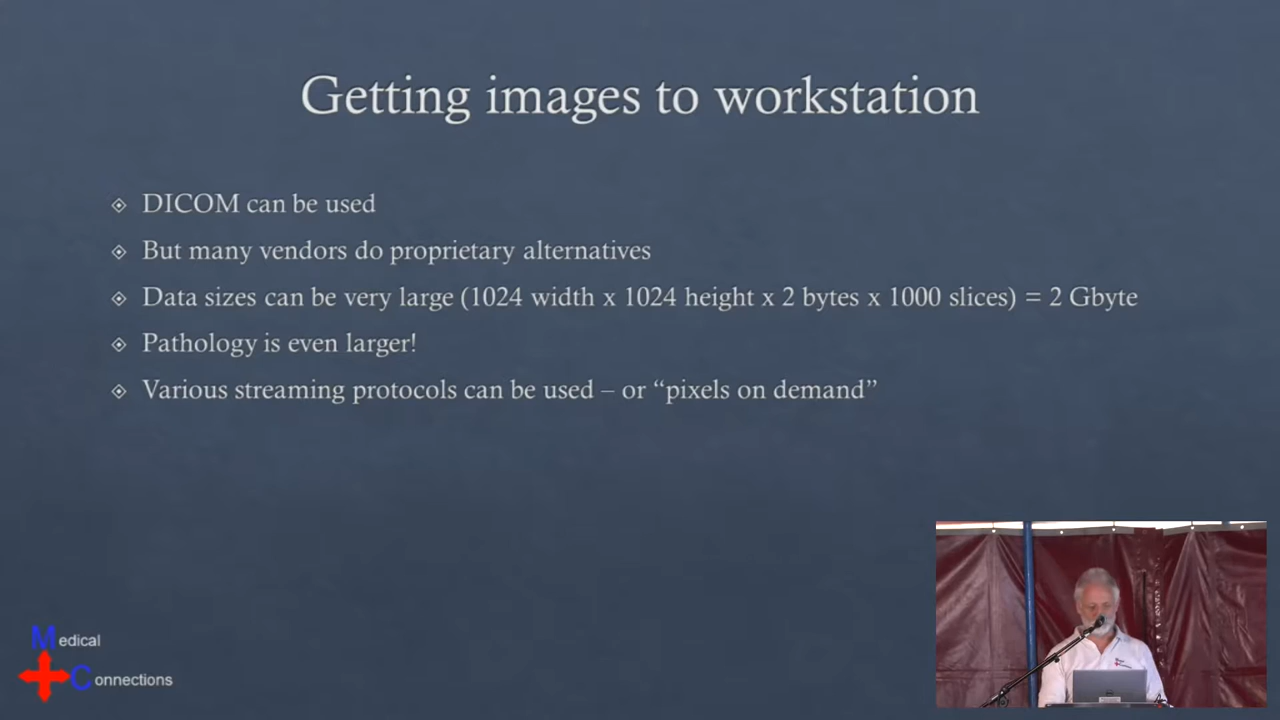 Getting images to workstation
DICOM can be used
But many vendors do proprietary alternatives
Data sizes can be very large (1024 width x 1024 height x 2 bytes x 1000 slices) = 2 Gbyte
Pathology is even larger!
Various streaming protocols can be used – or “pixels on demand”
Medical
Connections